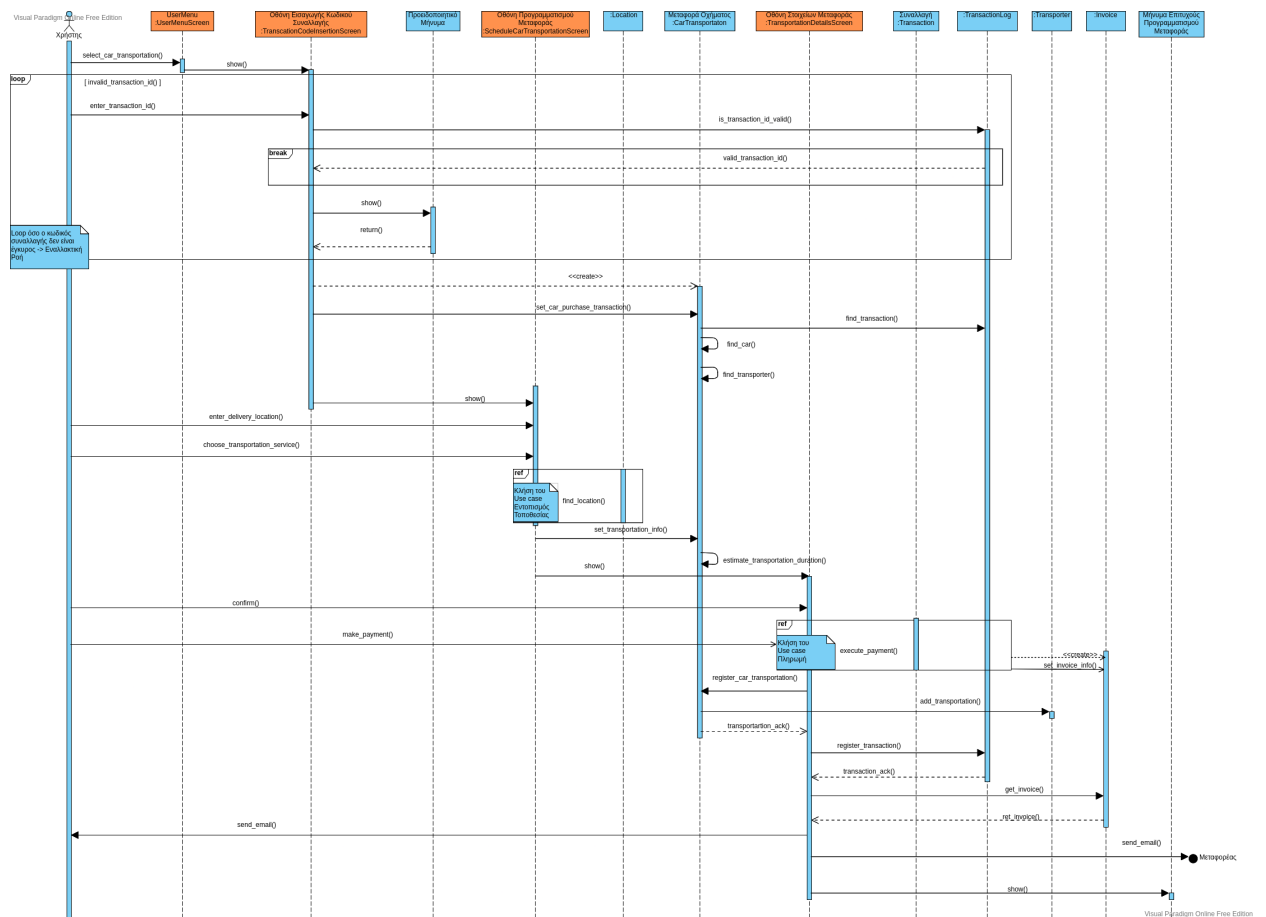 Visual Paradigm Online Free Edition
Χρήστης
UserMenu
:UserMenuScreen
Οθόνη Εισαγωγής Κωδικού
Συναλλαγής
:TranscationCodeInsertionScreen
Προειδοποιητικό
Μήνυμα
Οθόνη Προγραμματισμού
Μεταφοράς
:ScheduleCarTransportationScreen
:Location
Μεταφορά Οχήματος
:CarTransportaton
Οθόνη Στοιχείων Μεταφοράς
:TransportationDetailsScreen
Συναλλαγή
:Transaction
:TransactionLog
:Transporter
:Invoice
Μήνυμα Επιτυχούς
Προγραμματισμού
Μεταφοράς
select_car_transportation()
show()
loop
[ invalid_transaction_id() ]
enter_transaction_id()
is_transaction_id_valid()
break
valid_transaction_id()
show()
return()
Loop όσο ο κωδικός
συναλλαγής δεν είναι
έγκυρος -> Εναλλακτική
Ροή
<<create>>
set_car_purchase_transaction()
find_transaction()
find_car()
find_transporter()
show()
enter_delivery_location()
choose_transportation_service()
ref
Κλήση του
Use case
Εντοπισμός
Τοποθεσίας
find_location()
set_transportation_info()
estimate_transportation_duration()
show()
confirm()
ref
make_payment()
Κλήση του
Use case
Πληρωμή
execute_payment()
<<create>>
set_invoice_info()
register_car_transportation()
add_transportation()
transportartion_ack()
register_transaction()
transaction_ack()
get_invoice()
ret_invoice()
send_email()
send_email()
Μεταφορέας
show()
Visual Paradigm Online Free Edition